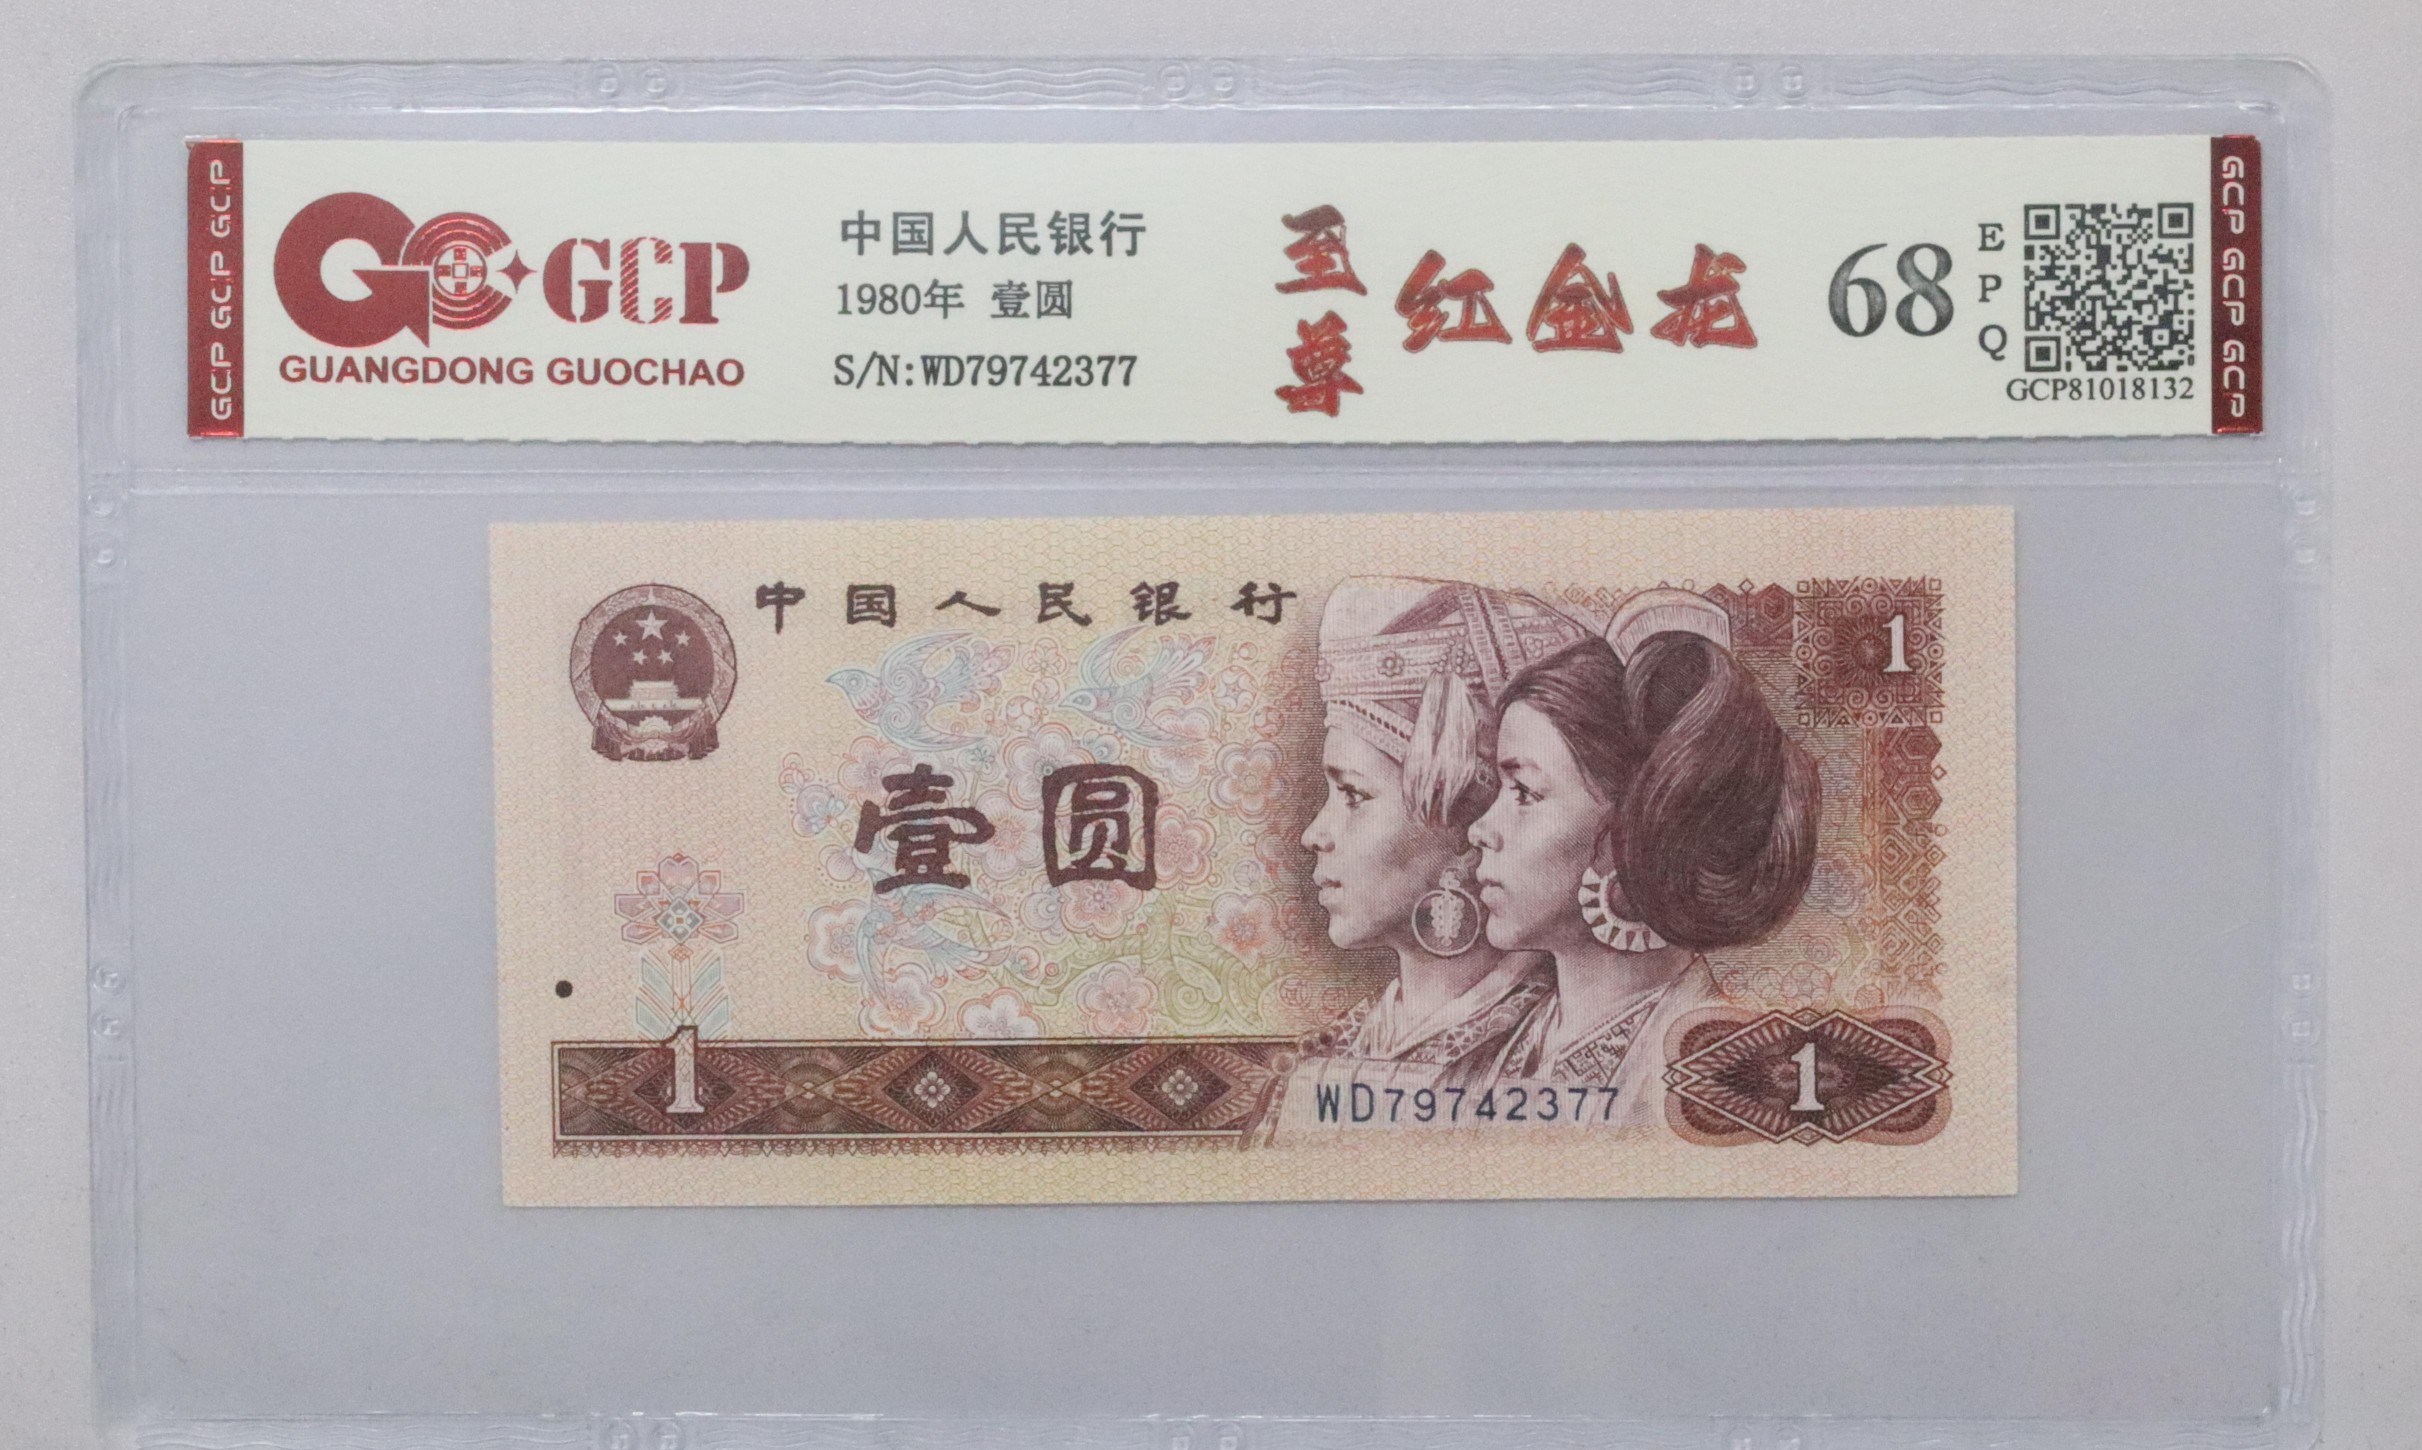 GCP GCP GCP
GCP
GUANGDONG GUOCHAO
中国人民银行
1980年 壹圆
S/N:WD79742377
至尊
红金龙
68
EPQ
GCP81018132
GCP GCP GCP
中国人民银行
1
壹圆
1
WD79742377
1